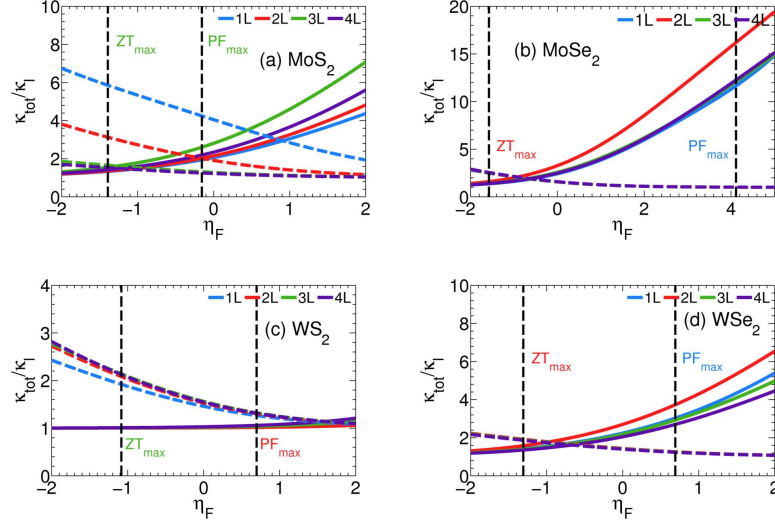 10
8
6
4
2
0
κtot/κl
ZTmax
PFmax
(a) MoS2
1L 2L 3L 4L
−2 −1 0 1 2
ηF
20
15
10
5
0
κtot/κl
1L 2L 3L 4L
(b) MoSe2
ZTmax
PFmax
−2 0 2 4
ηF
4
3
2
1
0
κtot/κl
1L 2L 3L 4L
(c) WS2
ZTmax
PFmax
−2 −1 0 1 2
ηF
10
8
6
4
2
0
κtot/κl
1L 2L 3L 4L
(d) WSe2
ZTmax
PFmax
−2 −1 0 1 2
ηF